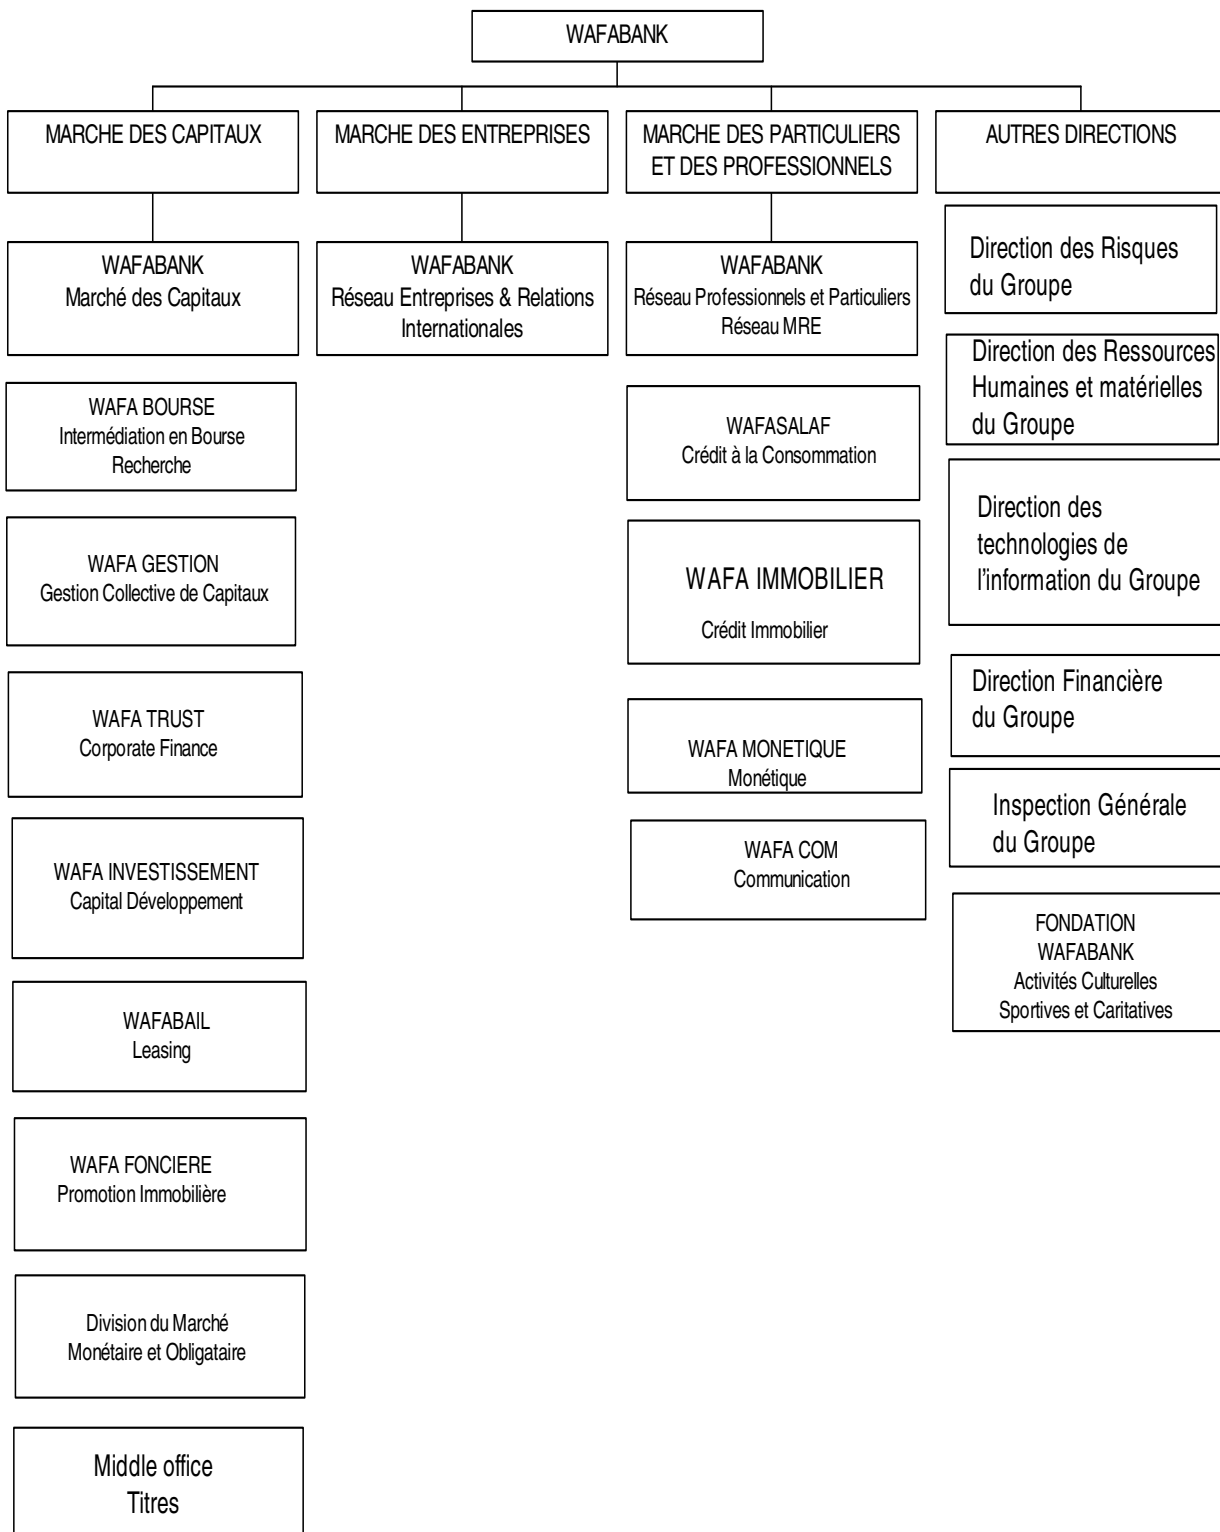 WAFABANK
MARCHE DES CAPITAUX
MARCHE DES ENTREPRISES
MARCHE DES PARTICULIERS
ET DES PROFESSIONNELS
AUTRES DIRECTIONS
WAFABANK
Marché des Capitaux
WAFABANK
Réseau Entreprises & Relations
Internationales
WAFABANK
Réseau Professionnels et Particuliers
Réseau MRE
Direction des Risques
du Groupe
Direction des Ressources
Humaines et matérielles
du Groupe
WAFA BOURSE
Intermédiation en Bourse
Recherche
WAFASALAF
Crédit à la Consommation
Direction des
technologies de
l'information du Groupe
WAFA GESTION
Gestion Collective de Capitaux
WAFA IMMOBILIER
Crédit Immobilier
Direction Financière
du Groupe
WAFA TRUST
Corporate Finance
WAFA MONETIQUE
Monétique
Inspection Générale
du Groupe
WAFA INVESTISSEMENT
Capital Développement
WAFA COM
Communication
FONDATION
WAFABANK
Activités Culturelles
Sportives et Caritatives
WAFABAIL
Leasing
WAFA FONCIERE
Promotion Immobilière
Division du Marché
Monétaire et Obligataire
Middle office
Titres